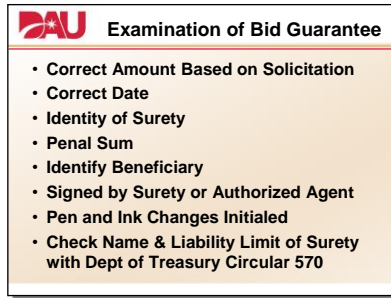 DAU
Examination of Bid Guarantee
• Correct Amount Based on Solicitation
• Correct Date
• Identity of Surety
• Penal Sum
• Identify Beneficiary
• Signed by Surety or Authorized Agent
• Pen and Ink Changes Initialed
• Check Name & Liability Limit of Surety
with Dept of Treasury Circular 570